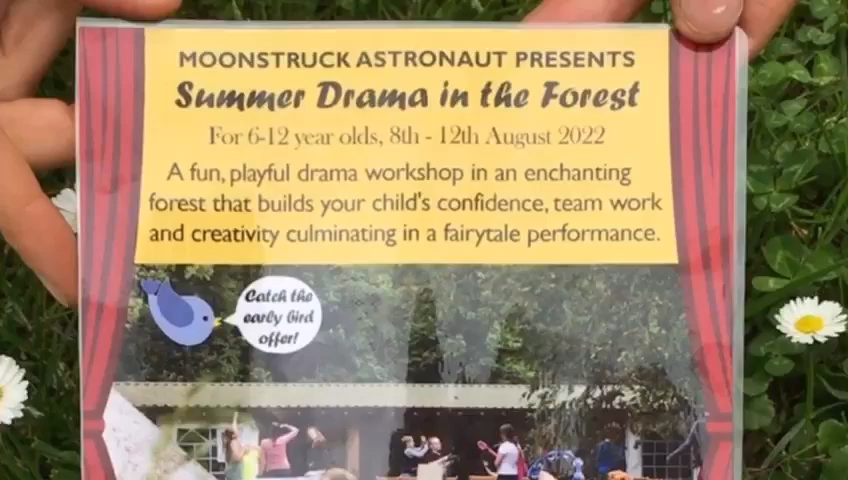 MOONSTRUCK ASTRONAUT PRESENTS
Summer Drama in the Forest
For 6-12 year olds, 8th - 12th August 2022
A fun, playful drama workshop in an enchanting
forest that builds your child's confidence, team work
and creativity culminating in a fairytale performance.
Catch the
early bird
offer!